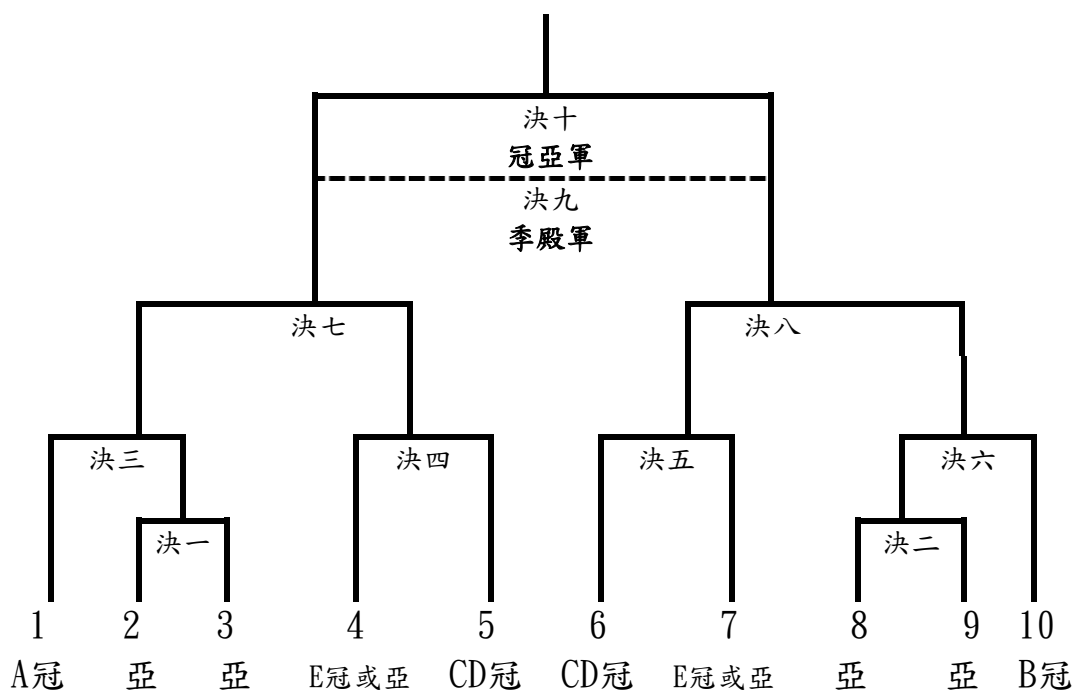 決十
冠亞軍
決九
季殿軍
決七 決八
決三 決四 決五 決六
決一 決二
1 2 3 4 5 6 7 8 9 10
A冠 亞 亞 E冠或亞 CD冠 CD冠 E冠或亞 亞 亞 B冠